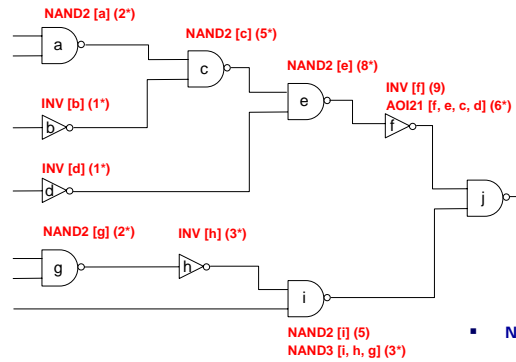 NAND2 [a] (2*)
a
NAND2 [c] (5*)
c
NAND2 [e] (8*)
e
INV [f] (9)
AOI21 [f, e, c, d] (6*)
f
INV [b] (1*)
b
INV [d] (1*)
d
j
NAND2 [g] (2*)
g
INV [h] (3*)
h
i
NAND2 [i] (5)
NAND3 [i, h, g] (3*)
▪ N